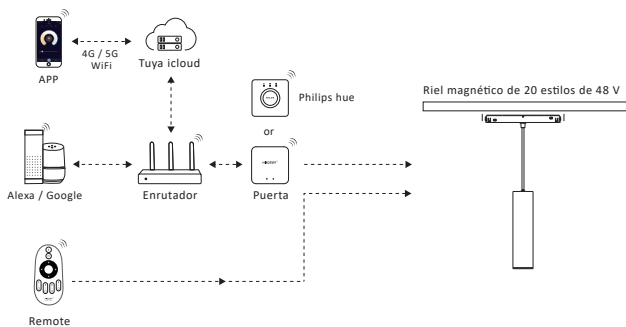 APP
4G / 5G
WiFi
Tuya icloud
Philips hue
or
Riel magnético de 20 estilos de 48 V
Alexa / Google
Enrutador
Puerta
Remote